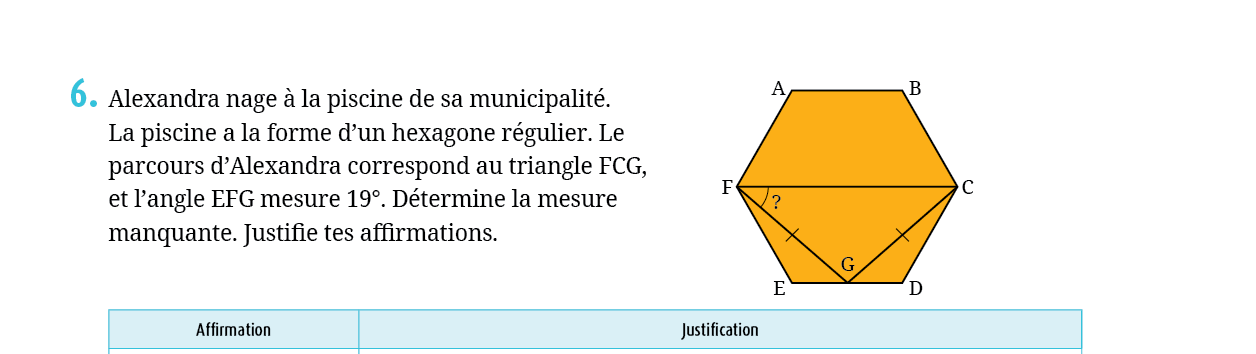 6. Alexandra nage à la piscine de sa municipalité.
La piscine a la forme d’un hexagone régulier. Le
parcours d’Alexandra correspond au triangle FCG,
et l’angle EFG mesure 19°. Détermine la mesure
manquante. Justifie tes affirmations.
A B
F C
?
G
E D
Affirmation Justification